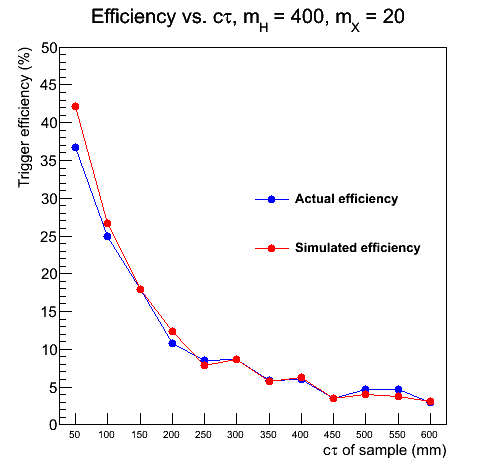 Efficiency vs. cτ, m_H = 400, m_X = 20
Trigger efficiency (%)
50
45
40
35
30
25
20
15
10
5
0
Actual efficiency
Simulated efficiency
50 100 150 200 250 300 350 400 450 500 550 600
cτ of sample (mm)